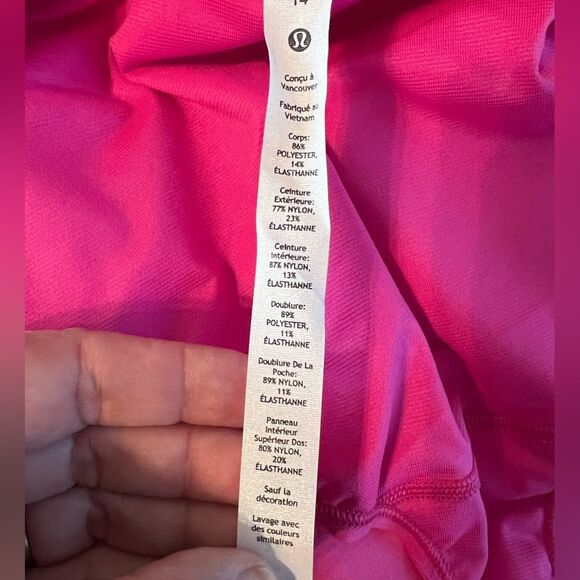 14
Conçu à
Vancouver
Fabriqué au
Vietnam
Corps:
86%
POLYESTER,
14%
ÉLASTHANNE
Ceinture
Extérieure:
77% NYLON,
23%
ÉLASTHANNE
Ceinture
Intérieure:
87% NYLON,
13%
ÉLASTHANNE
Doublure:
89%
POLYESTER,
11%
ÉLASTHANNE
Doublure De La
Poche:
89% NYLON,
11%
ÉLASTHANNE
Panneau
Intérieur
Supérieur Dos:
80% NYLON,
20%
ÉLASTHANNE
Sauf la
décoration
Lavage avec
des couleurs
similaires